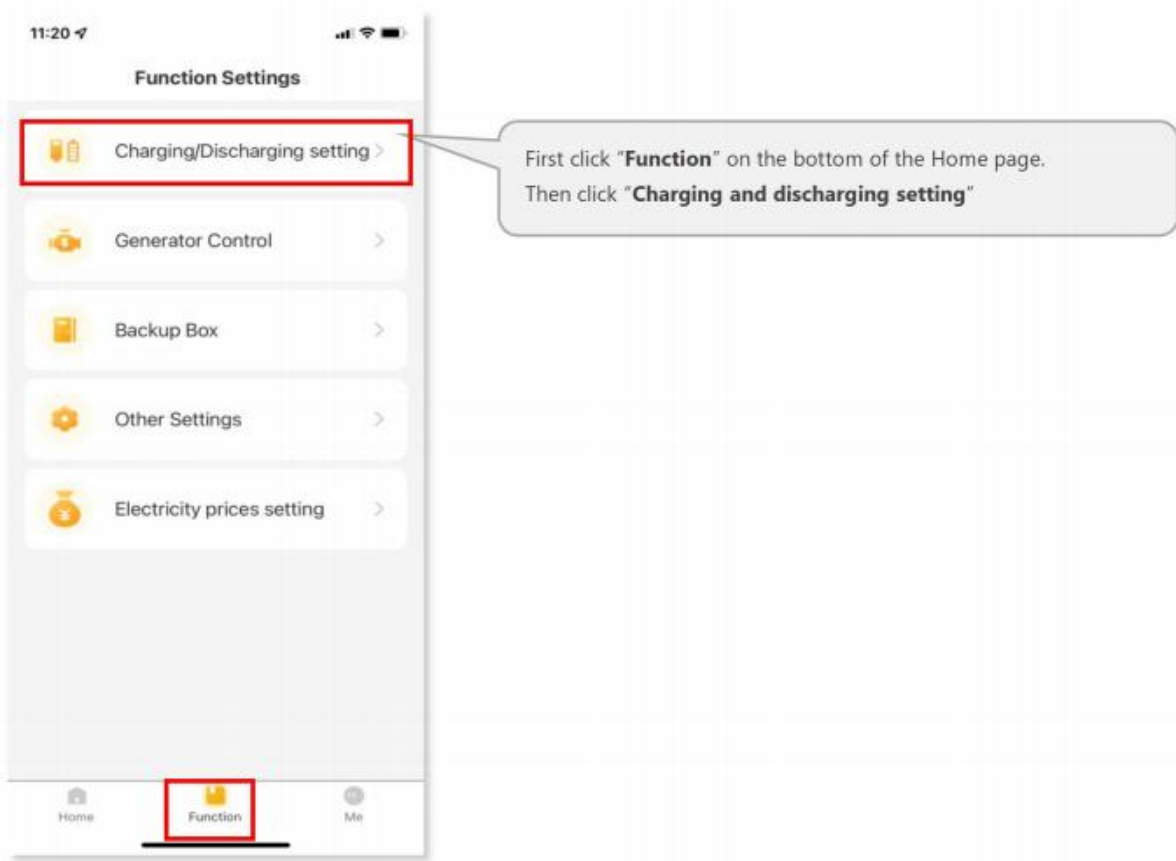 11:20
Function Settings
Charging/Discharging setting
First click "Function" on the bottom of the Home page.
Then click "Charging and discharging setting"
Generator Control
Backup Box
Other Settings
Electricity prices setting
Home
Function
Me